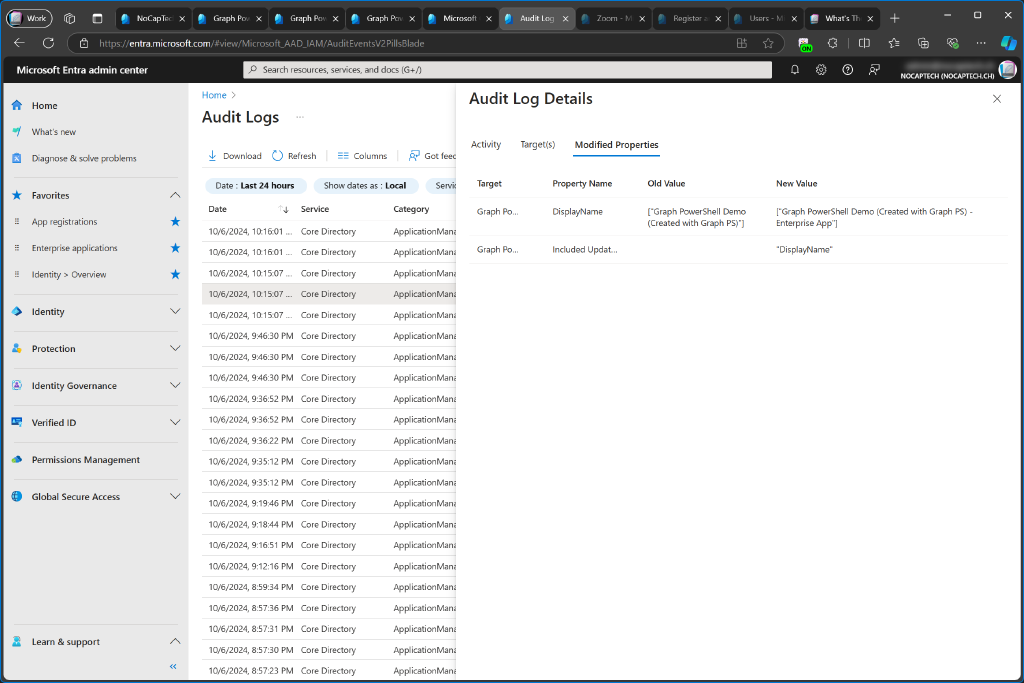 Work
NoCapTec
Graph Po
Graph Po
Graph Po
Microsoft
Audit Log
Zoom - M
Register a
Users - M
What's Th
https://entra.microsoft.com/#view/Microsoft_AAD_IAM/AuditEventsV2PillsBlade
ON
Microsoft Entra admin center
Search resources, services, and docs (G+/)
NOCAPTECH (NOCAPTECH.CH)
Home
What's new
Diagnose & solve problems
Favorites
App registrations
Enterprise applications
Identity > Overview
Identity
Protection
Identity Governance
Verified ID
Permissions Management
Global Secure Access
Learn & support
Home >
Audit Logs ...
Download
Refresh
Columns
Got feed
Date : Last 24 hours
Show dates as : Local
Servic
Date
Service
Category
10/6/2024, 10:16:01 ... Core Directory ApplicationMana
10/6/2024, 10:16:01 ... Core Directory ApplicationMana
10/6/2024, 10:15:07 ... Core Directory ApplicationMana
10/6/2024, 10:15:07 ... Core Directory ApplicationMana
10/6/2024, 10:15:07 ... Core Directory ApplicationMana
10/6/2024, 9:46:30 PM Core Directory ApplicationMana
10/6/2024, 9:46:30 PM Core Directory ApplicationMana
10/6/2024, 9:46:30 PM Core Directory ApplicationMana
10/6/2024, 9:36:52 PM Core Directory ApplicationMana
10/6/2024, 9:36:52 PM Core Directory ApplicationMana
10/6/2024, 9:36:22 PM Core Directory ApplicationMana
10/6/2024, 9:35:12 PM Core Directory ApplicationMana
10/6/2024, 9:35:12 PM Core Directory ApplicationMana
10/6/2024, 9:19:46 PM Core Directory ApplicationMana
10/6/2024, 9:18:44 PM Core Directory ApplicationMana
10/6/2024, 9:16:51 PM Core Directory ApplicationMana
10/6/2024, 9:12:16 PM Core Directory ApplicationMana
10/6/2024, 8:59:34 PM Core Directory ApplicationMana
10/6/2024, 8:57:36 PM Core Directory ApplicationMana
10/6/2024, 8:57:31 PM Core Directory ApplicationMana
10/6/2024, 8:57:30 PM Core Directory ApplicationMana
10/6/2024, 8:57:23 PM Core Directory ApplicationMana
Audit Log Details
Activity
Target(s)
Modified Properties
Target
Property Name
Old Value
New Value
Graph Po...
DisplayName
["Graph PowerShell Demo
(Created with Graph PS)"]
["Graph PowerShell Demo (Created with Graph PS) -
Enterprise App"]
Graph Po...
Included Updat...
"DisplayName"